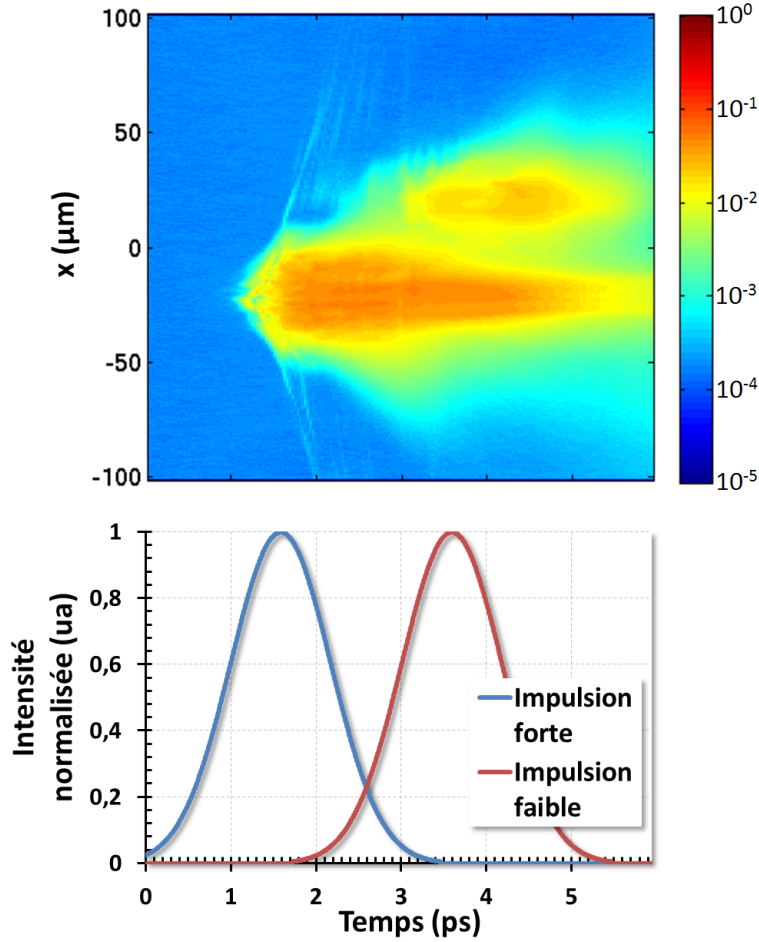 100
50
0
-50
-100
x (µm)
10⁰
10⁻¹
10⁻²
10⁻³
10⁻⁴
10⁻⁵
1
0,8
0,6
0,4
0,2
0
Intensité
normalisée (ua)
Impulsion
forte
Impulsion
faible
0 1 2 3 4 5
Temps (ps)